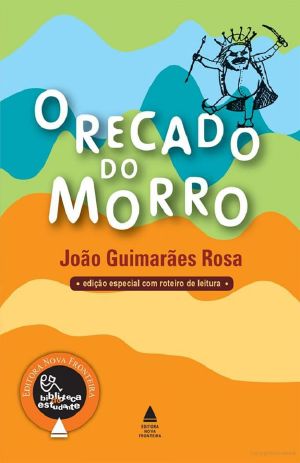 O RECADO
DO
MORRO
João Guimarães Rosa
• edição especial com roteiro de leitura •
EDITORA NOVA FRONTEIRA
biblioteca
do
estudante
EDITORA
NOVA
FRONTEIRA